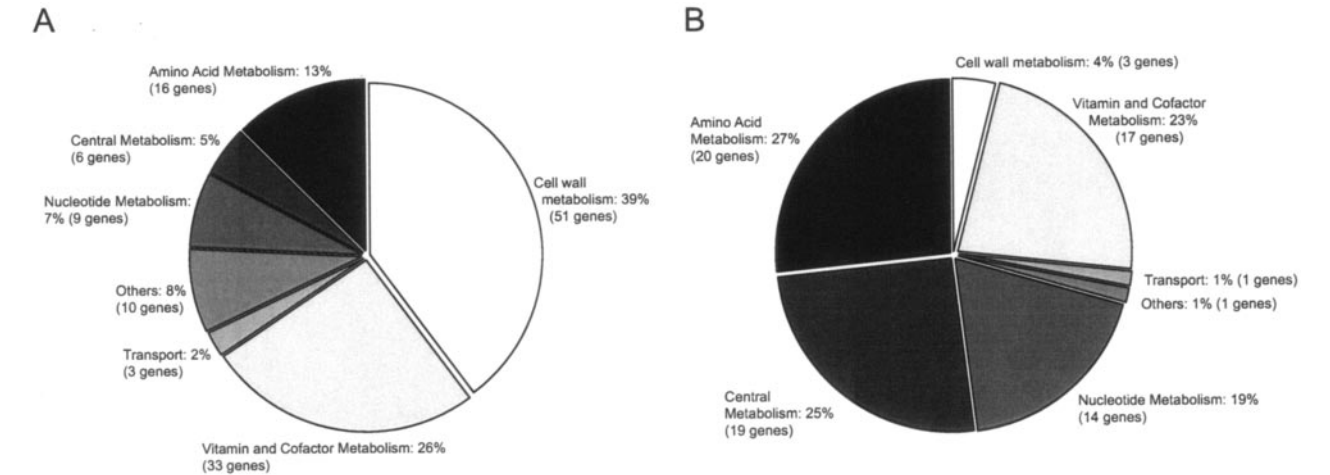 A
Amino Acid Metabolism: 13%
(16 genes)
Central Metabolism: 5%
(6 genes)
Nucleotide Metabolism:
7% (9 genes)
Others: 8%
(10 genes)
Transport: 2%
(3 genes)
Vitamin and Cofactor Metabolism: 26%
(33 genes)
Cell wall
metabolism: 39%
(51 genes)
B
Cell wall metabolism: 4% (3 genes)
Vitamin and Cofactor
Metabolism: 23%
(17 genes)
Transport: 1% (1 genes)
Others: 1% (1 genes)
Nucleotide Metabolism: 19%
(14 genes)
Central
Metabolism: 25%
(19 genes)
Amino Acid
Metabolism: 27%
(20 genes)